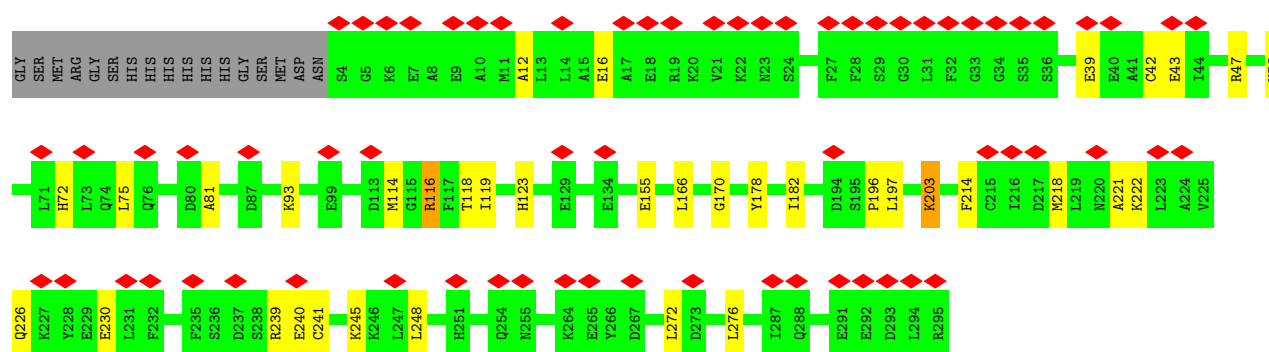 GLY SER MET ARG GLY SER HIS HIS HIS HIS HIS HIS GLY SER MET ASP ASN S4 G5 K6 E7 A8 E9 A10 M11 A12 L13 L14 A15 E16 A17 E18 R19 K20 V21 K22 N23 S24 F27 F28 S29 G30 L31 F32 G33 G34 S35 S36 E39 E40 A41 C42 E43 I44 R47
L71 H72 L73 Q74 L75 Q76 D80 A81 D87 K93 E99 D113 M114 G115 R116 F117 T118 I119 H123 E129 E134 E155 L166 G170 Y178 I182 D194 S195 P196 L197 K203 F214 C215 I216 D217 M218 L219 N220 A221 K222 L223 A224 V225
Q226 K227 Y228 E229 E230 L231 F232 F235 S236 D237 S238 R239 E240 C241 K245 K246 L247 L248 H251 Q254 N255 K264 E265 Y266 D267 L272 D273 L276 I287 Q288 E291 E292 D293 L294 R295